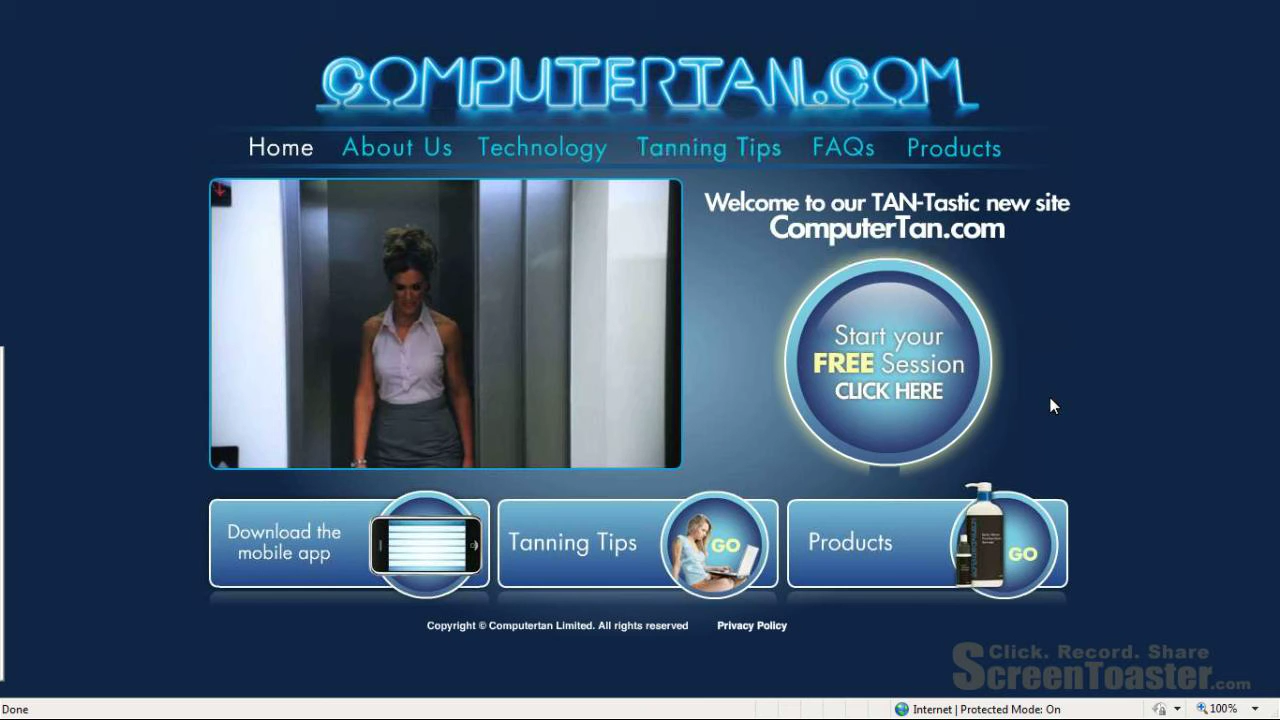 COMPUTERTAN.COM
Home About Us Technology Tanning Tips FAQs Products
Welcome to our TAN-Tastic new site
ComputerTan.com
Start your
FREE Session
CLICK HERE
Download the
mobile app
Tanning Tips
GO
Products
GO
Copyright © Computertan Limited. All rights reserved Privacy Policy
Click. Record. Share
ScreenToaster.com
Done
Internet | Protected Mode: On
100%